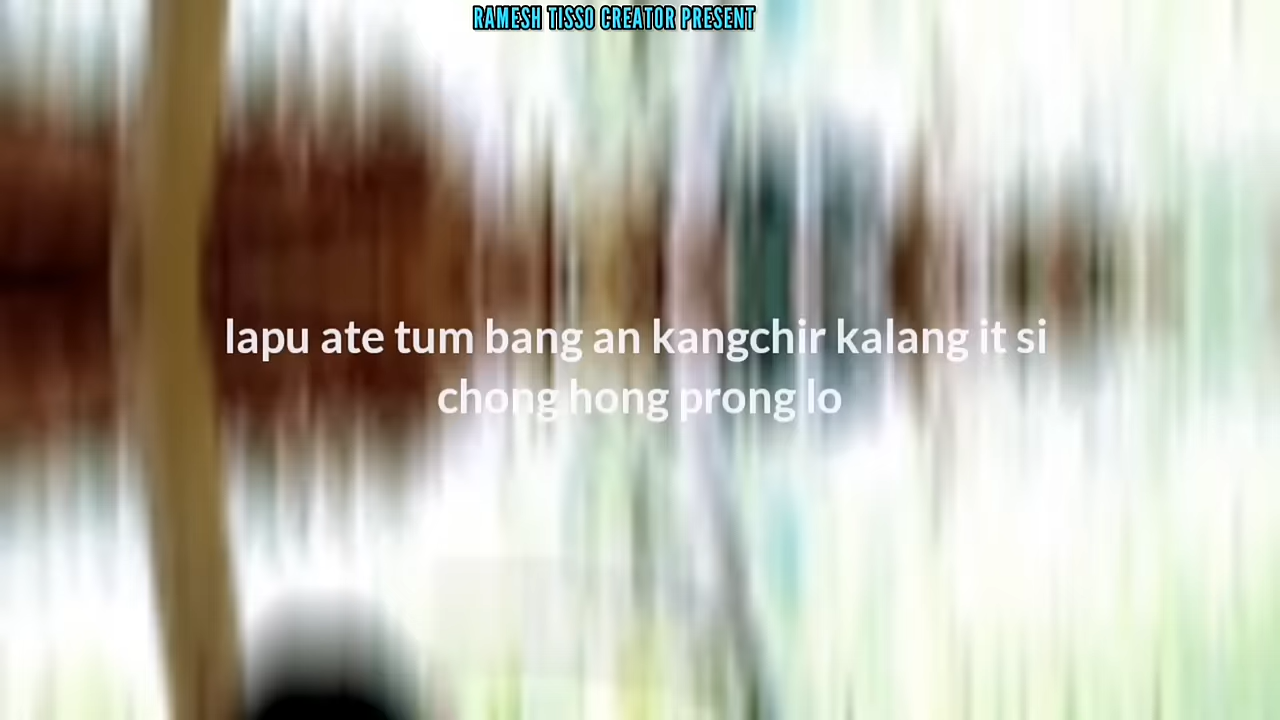 RAMESH TISSO CREATOR PRESENT
lapu ate tum bang an kangchir kalang it si
chong hong prong lo